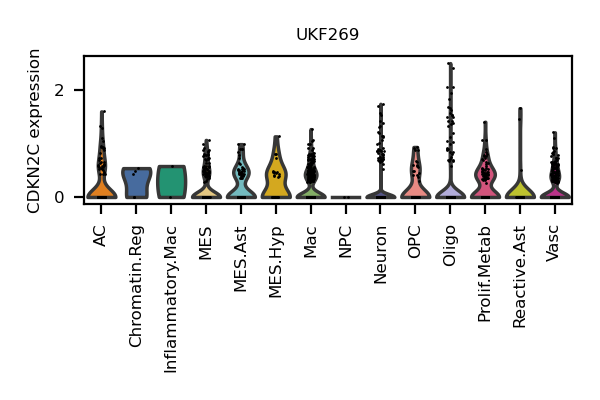 UKF269
CDKN2C expression
2
0
AC
Chromatin.Reg
Inflammatory.Mac
MES
MES.Ast
MES.Hyp
Mac
NPC
Neuron
OPC
Oligo
Prolif.Metab
Reactive.Ast
Vasc